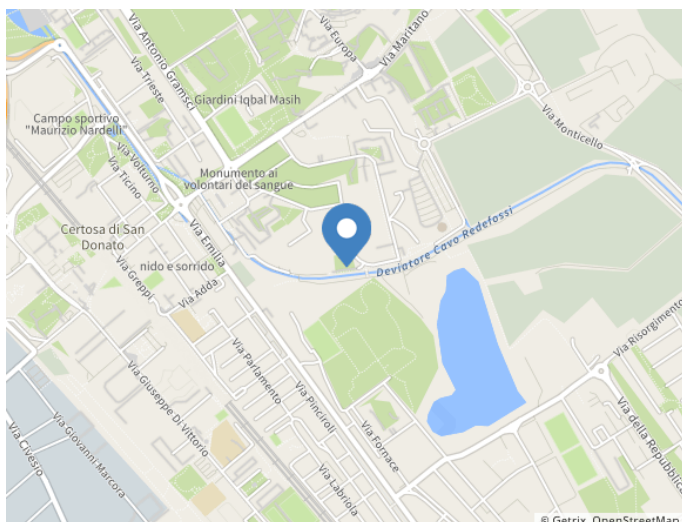 Via Antonio Gramsci
Via Europa
Via Maritano
Via Trieste
Giardini Iqbal Masih
Via Monticello
Campo sportivo
"Maurizio Nardelli"
Via Volturno
Via Ticino
Monumento ai
volontari del sangue
Certosa di San
Donato
Via Emilia
nido e sorrido
Deviatore Cavo Redefossi
Via Greppi
Via Adda
Via Risorgimento
Via Parlamento
Via Pinciroli
Via Giuseppe Di Vittorio
Via Giovanni Marcora
Via Civesio
Via Fornace
Via della Repubblica
Via Labriola
© Getrix, OpenStreetMap